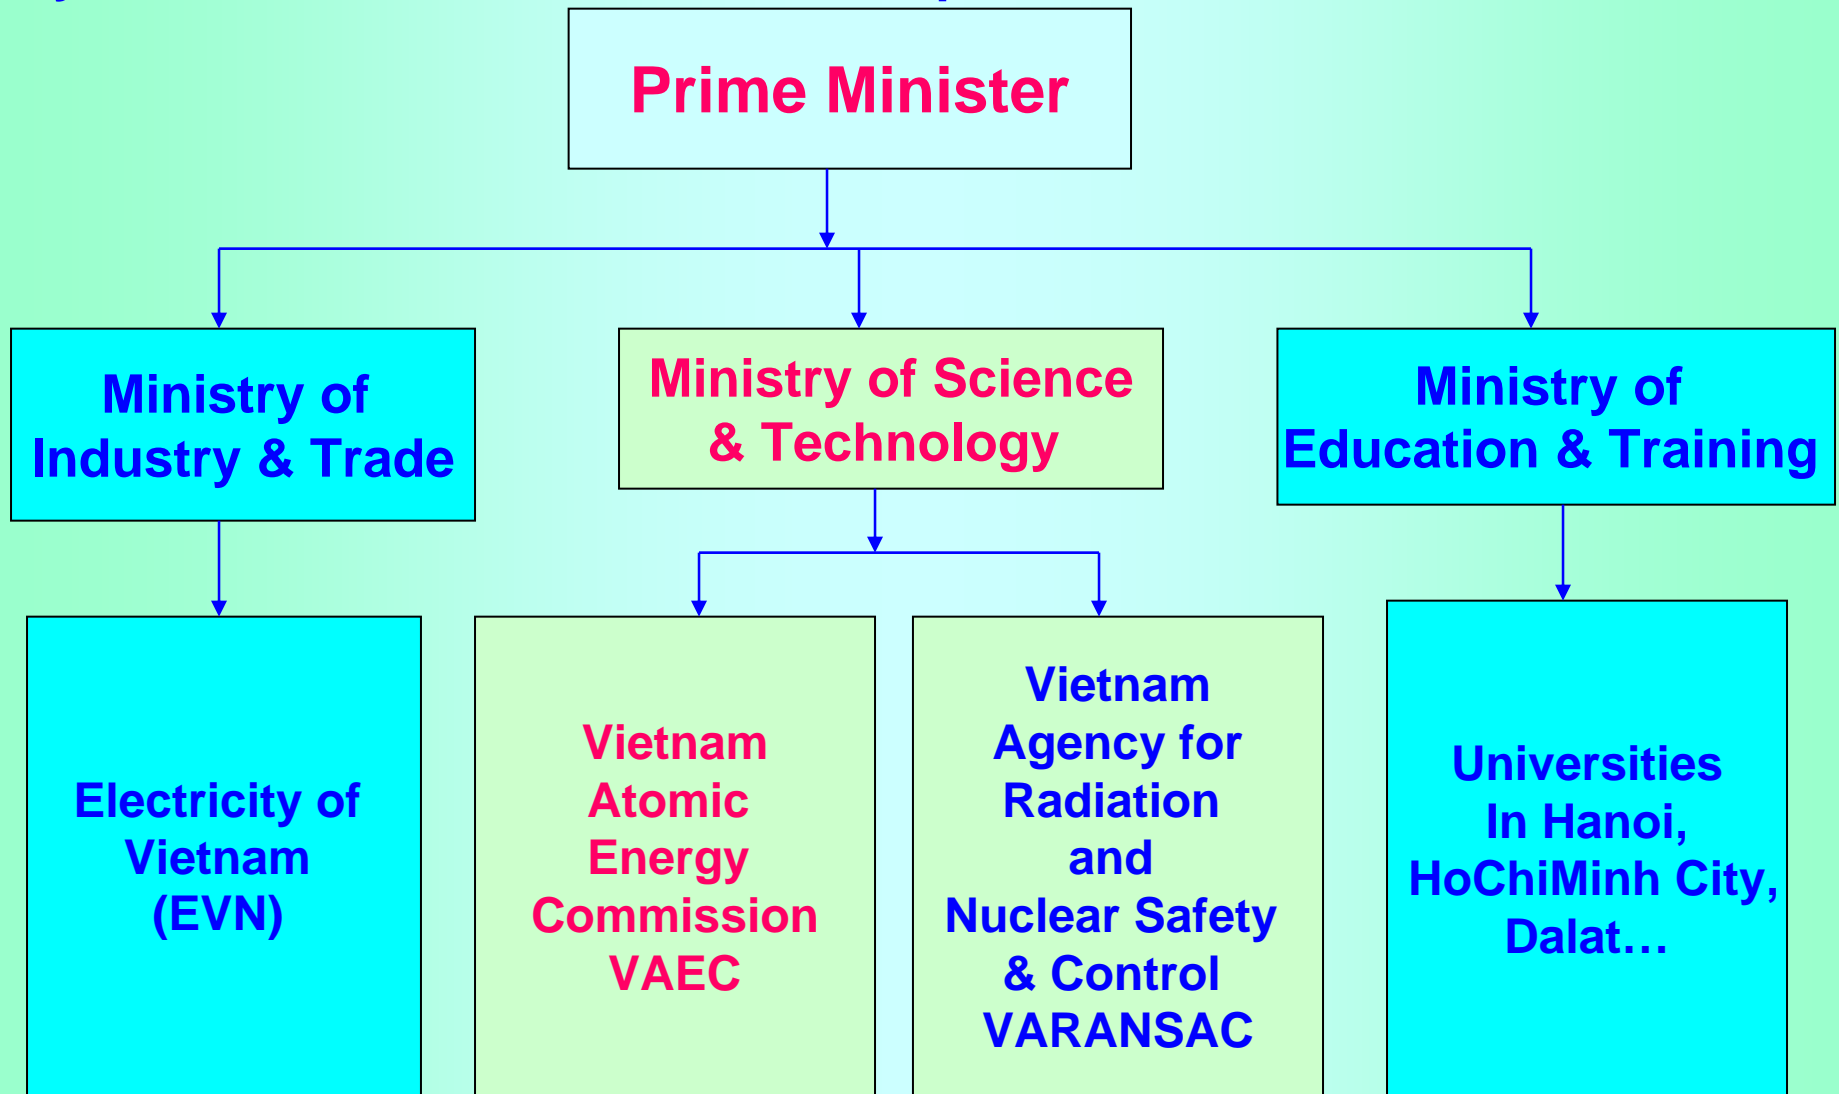 Prime Minister
Ministry of
Industry & Trade
Ministry of Science
& Technology
Ministry of
Education & Training
Electricity of
Vietnam
(EVN)
Vietnam
Atomic
Energy
Commission
VAEC
Vietnam
Agency for
Radiation
and
Nuclear Safety
& Control
VARANSAC
Universities
In Hanoi,
HoChiMinh City,
Dalat…